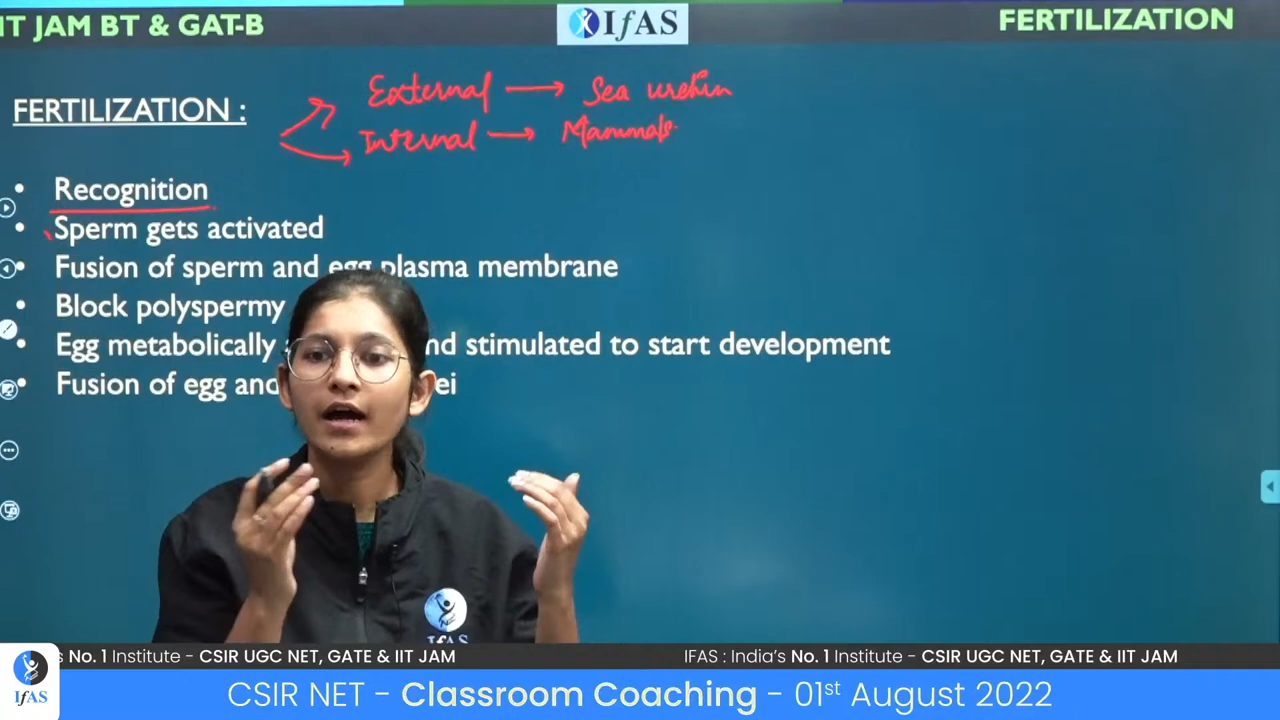 IIT JAM BT & GAT-B
IfAS
FERTILIZATION
External → Sea urchin
FERTILIZATION :
Internal → Mammals
• Recognition
• Sperm gets activated
• Fusion of sperm and egg plasma membrane
• Block polyspermy
• Egg metabolically nd stimulated to start development
• Fusion of egg and ei
IfAS
s No. 1 Institute - CSIR UGC NET, GATE & IIT JAM
IFAS : India's No. 1 Institute - CSIR UGC NET, GATE & IIT JAM
IfAS
CSIR NET - Classroom Coaching - 01st August 2022